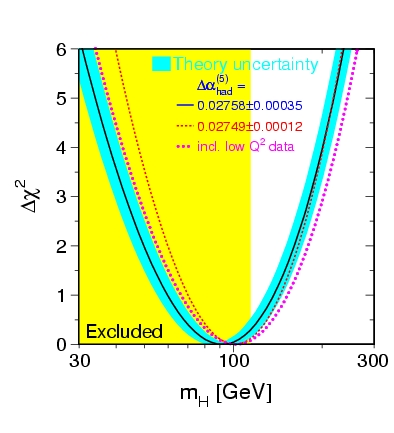 6
5
4
3
2
1
0
Δχ²
Theory uncertainty
Δα(5)had =
0.02758±0.00035
0.02749±0.00012
incl. low Q² data
Excluded
30
100
300
mH [GeV]